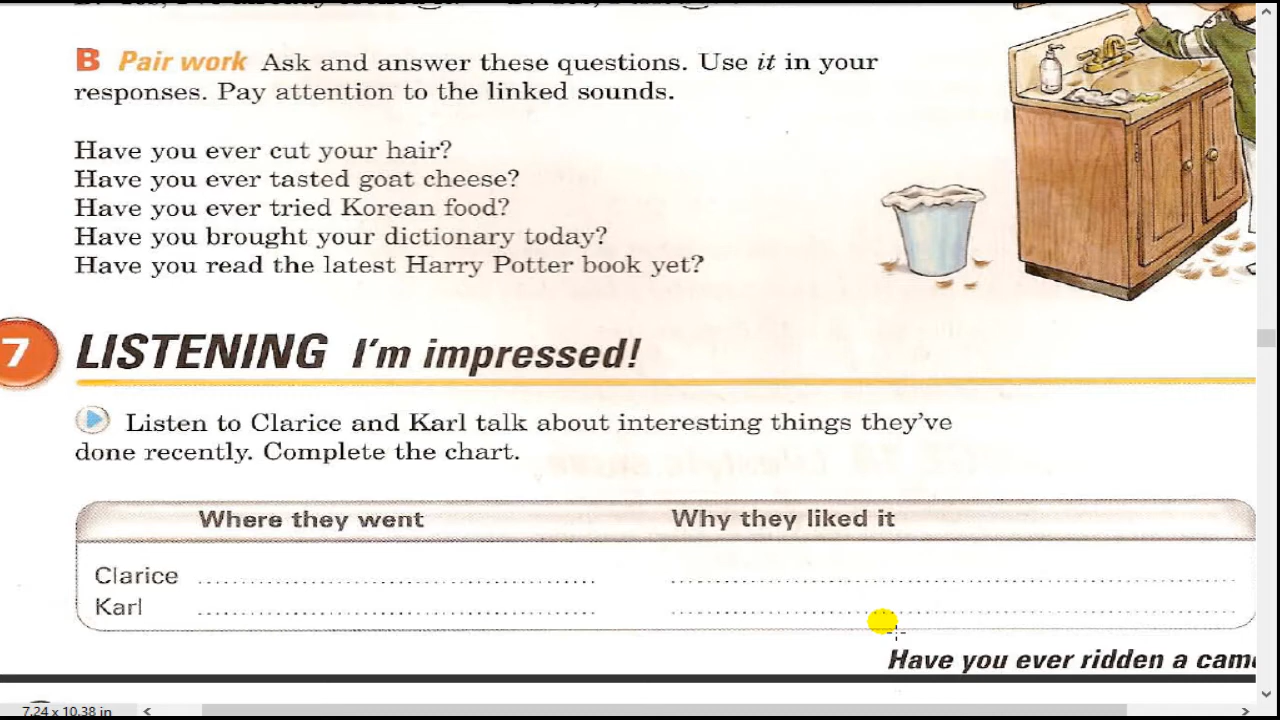 B Pair work Ask and answer these questions. Use it in your
responses. Pay attention to the linked sounds.
Have you ever cut your hair?
Have you ever tasted goat cheese?
Have you ever tried Korean food?
Have you brought your dictionary today?
Have you read the latest Harry Potter book yet?
7 LISTENING I'm impressed!
Listen to Clarice and Karl talk about interesting things they've
done recently. Complete the chart.
Where they went Why they liked it
Clarice
Karl
Have you ever ridden a
7.24 x 10.38 in